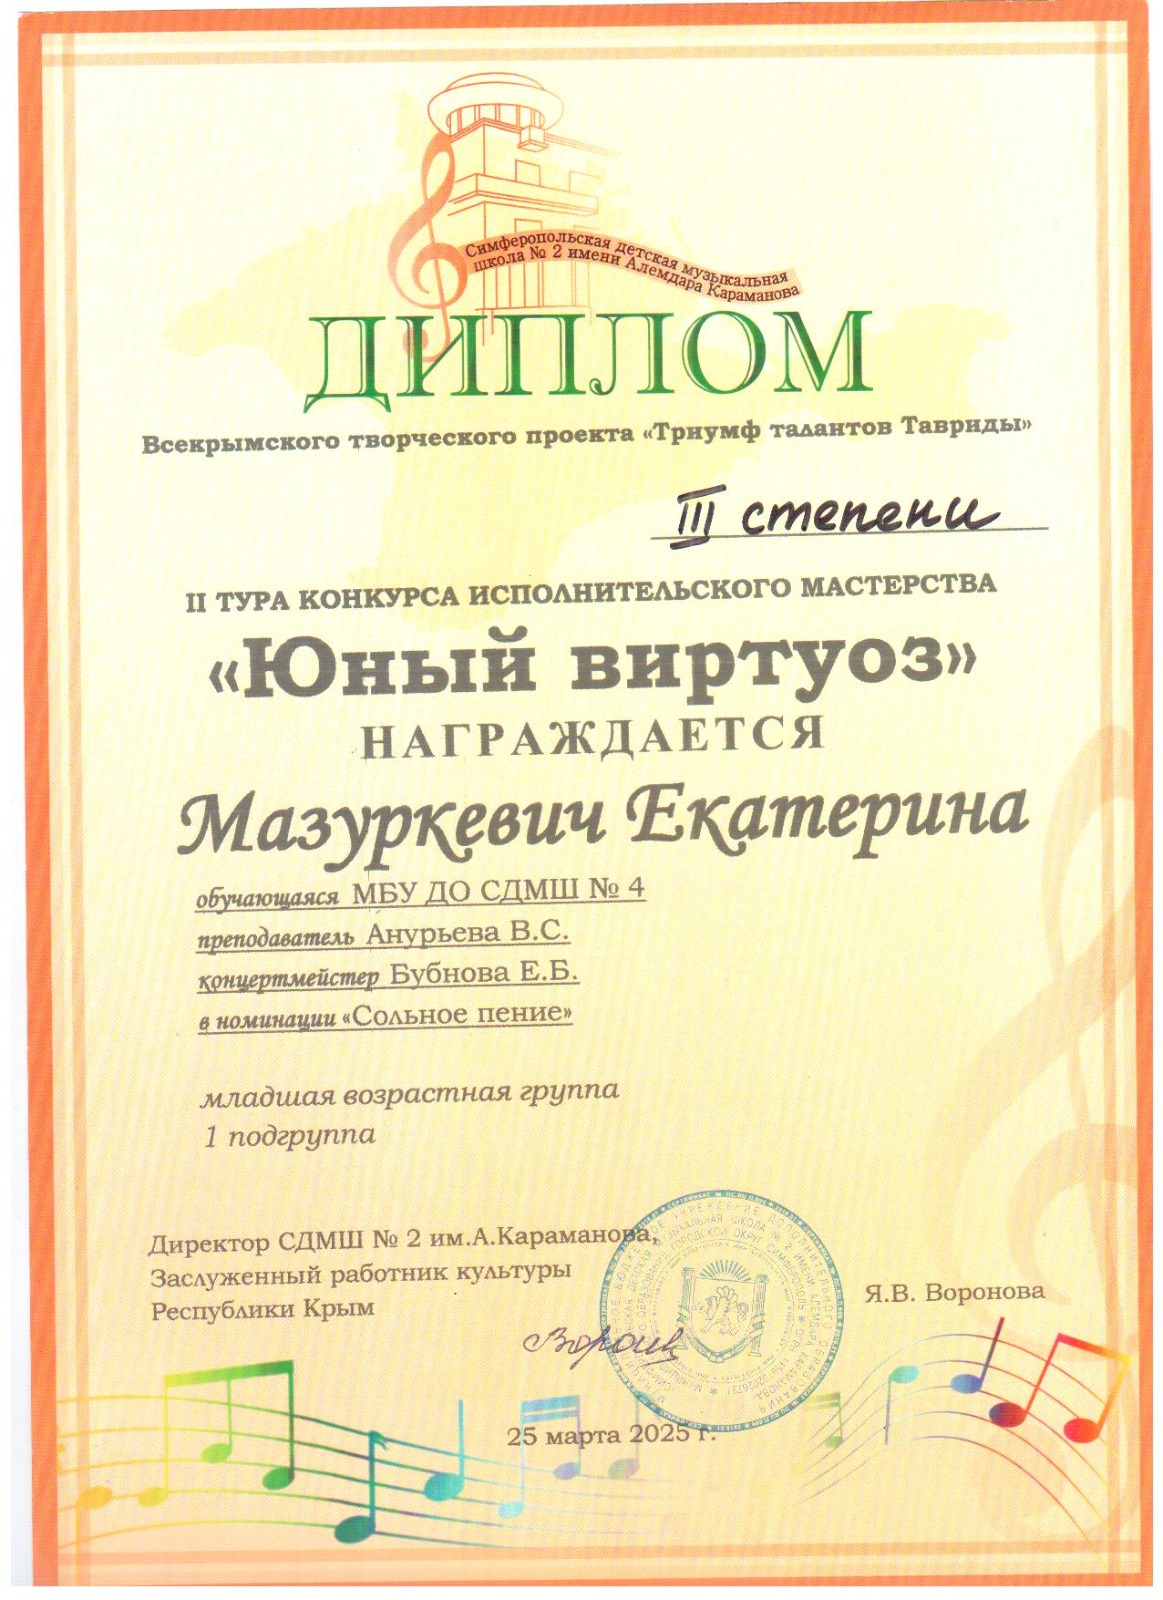 Симферопольская детская музыкальная
школа № 2 имени Алемдара Караманова
ДИПЛОМ
Всекрымского творческого проекта «Триумф талантов Тавриды»
III степени
II ТУРА КОНКУРСА ИСПОЛНИТЕЛЬСКОГО МАСТЕРСТВА
«Юный виртуоз»
НАГРАЖДАЕТСЯ
Мазуркевич Екатерина
обучающаяся МБУ ДО СДМШ № 4
преподаватель Анурьева В.С.
концертмейстер Бубнова Е.Б.
в номинации «Сольное пение»
младшая возрастная группа
1 подгруппа
Директор СДМШ № 2 им.А.Караманова,
Заслуженный работник культуры
Республики Крым
Я.В. Воронова
25 марта 2025 г.